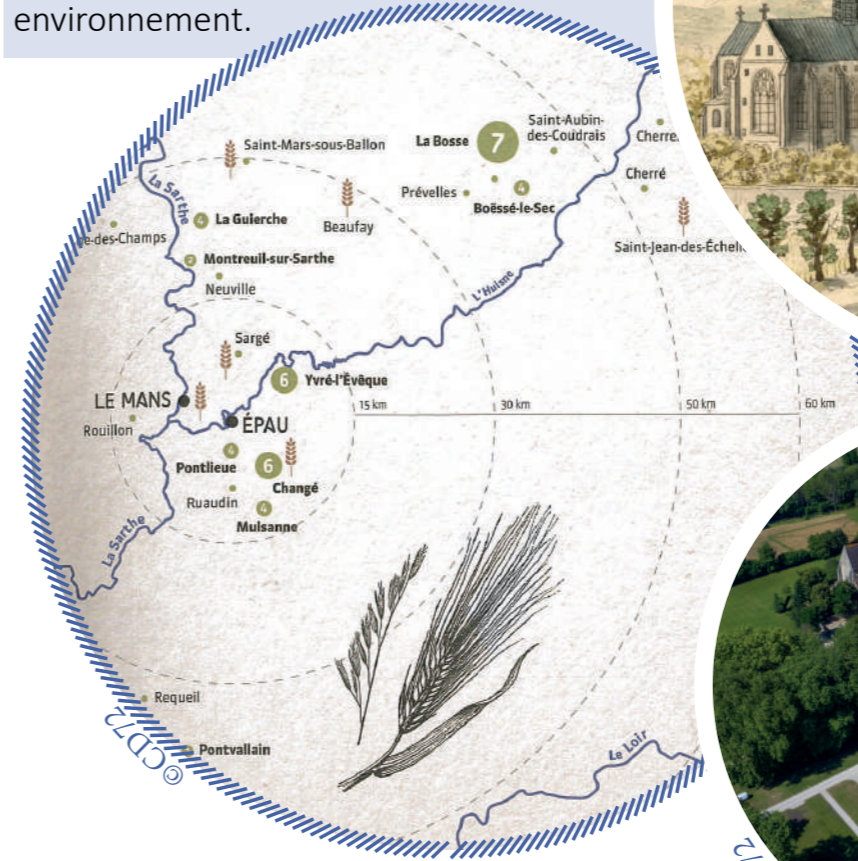 environnement.
Saint-Aubin-
des-Coudrais
La Bosse
7
Cherré
Saint-Mars-sous-Ballon
Prévelles
4
Boëssé-le-Sec
La Sarthe
4
La Guierche
Beaufay
Saint-Jean-des-Échell
e-des-Champs
2
Montreuil-sur-Sarthe
Neuville
L'Huisne
Sargé
6
Yvré-l'Évêque
LE MANS
Rouillon
ÉPAU
15 km
30 km
50 km
60 km
4
Pontlieue
6
Changé
Ruaudin
4
Mulsanne
La Sarthe
Requeil
Pontvallain
©CD72
Le Loir